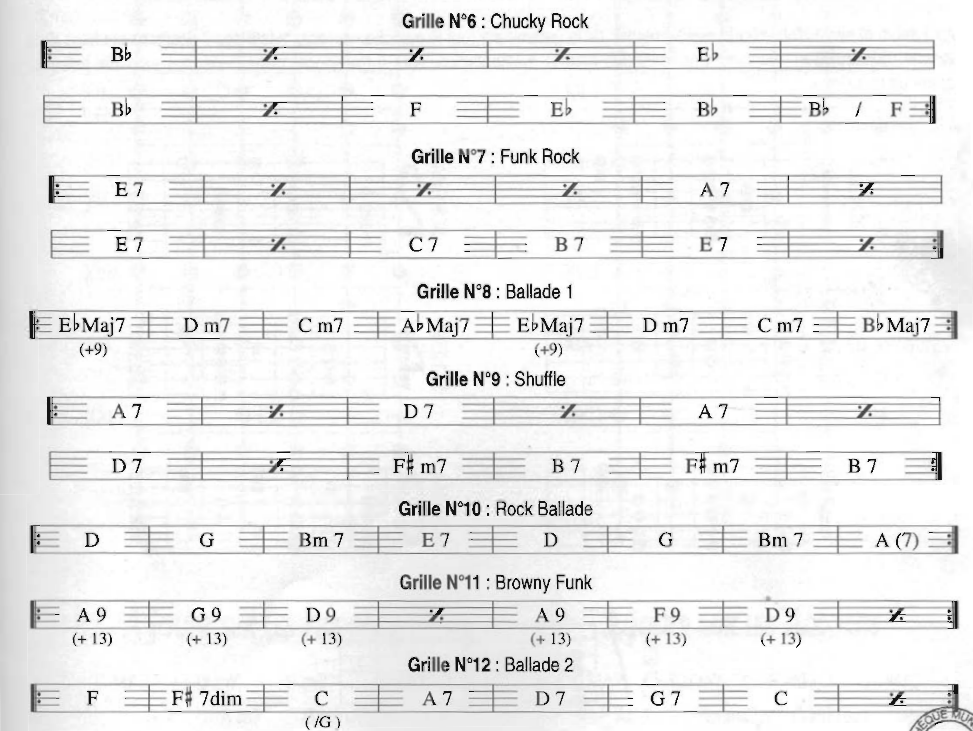 Grille N°6 : Chucky Rock
B♭ 𝄎 𝄎 𝄎 E♭ 𝄎
B♭ 𝄎 F E♭ B♭ B♭ / F
Grille N°7 : Funk Rock
E 7 𝄎 𝄎 𝄎 A 7 𝄎
E 7 𝄎 C 7 B 7 E 7 𝄎
Grille N°8 : Ballade 1
E♭Maj7 D m7 C m7 A♭Maj7 E♭Maj7 D m7 C m7 B♭Maj7
(+9) (+9)
Grille N°9 : Shuffle
A 7 𝄎 D 7 𝄎 A 7 𝄎
D 7 𝄎 F♯ m7 B 7 F♯ m7 B 7
Grille N°10 : Rock Ballade
D G Bm 7 E 7 D G Bm 7 A (7)
Grille N°11 : Browny Funk
A 9 G 9 D 9 𝄎 A 9 F 9 D 9 𝄎
(+ 13) (+ 13) (+ 13) (+ 13) (+ 13) (+ 13)
Grille N°12 : Ballade 2
F F♯ 7dim C A 7 D 7 G 7 C 𝄎
( /G )